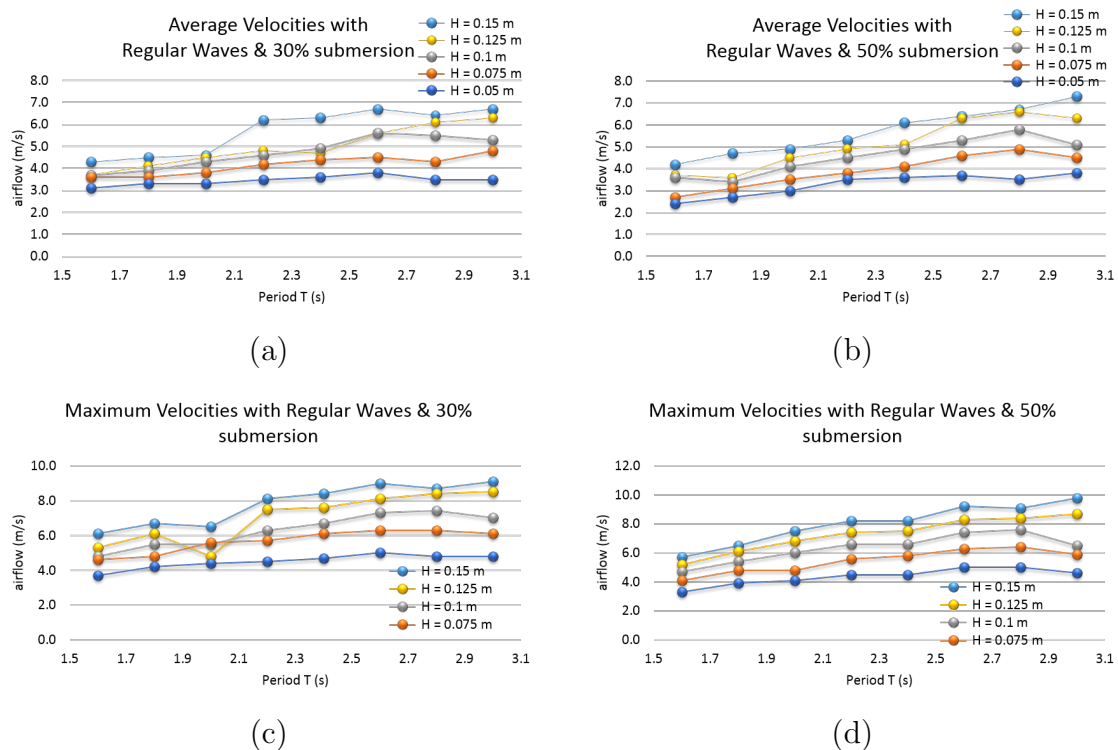 Average Velocities with
Regular Waves & 30% submersion
H = 0.15 m
H = 0.125 m
H = 0.1 m
H = 0.075 m
H = 0.05 m
8.0
7.0
6.0
5.0
4.0
3.0
2.0
1.0
0.0
airflow (m/s)
1.5 1.7 1.9 2.1 2.3 2.5 2.7 2.9 3.1
Period T (s)
(a)
Average Velocities with
Regular Waves & 50% submersion
H = 0.15 m
H = 0.125 m
H = 0.1 m
H = 0.075 m
H = 0.05 m
8.0
7.0
6.0
5.0
4.0
3.0
2.0
1.0
0.0
airflow (m/s)
1.5 1.7 1.9 2.1 2.3 2.5 2.7 2.9 3.1
Period T (s)
(b)
Maximum Velocities with Regular Waves & 30%
submersion
10.0
8.0
6.0
4.0
2.0
0.0
airflow (m/s)
H = 0.15 m
H = 0.125 m
H = 0.1 m
H = 0.075 m
1.5 1.7 1.9 2.1 2.3 2.5 2.7 2.9 3.1
Period T (s)
(c)
Maximum Velocities with Regular Waves & 50%
submersion
12.0
10.0
8.0
6.0
4.0
2.0
0.0
airflow (m/s)
H = 0.15 m
H = 0.125 m
H = 0.1 m
H = 0.075 m
1.5 1.7 1.9 2.1 2.3 2.5 2.7 2.9 3.1
Period T (s)
(d)